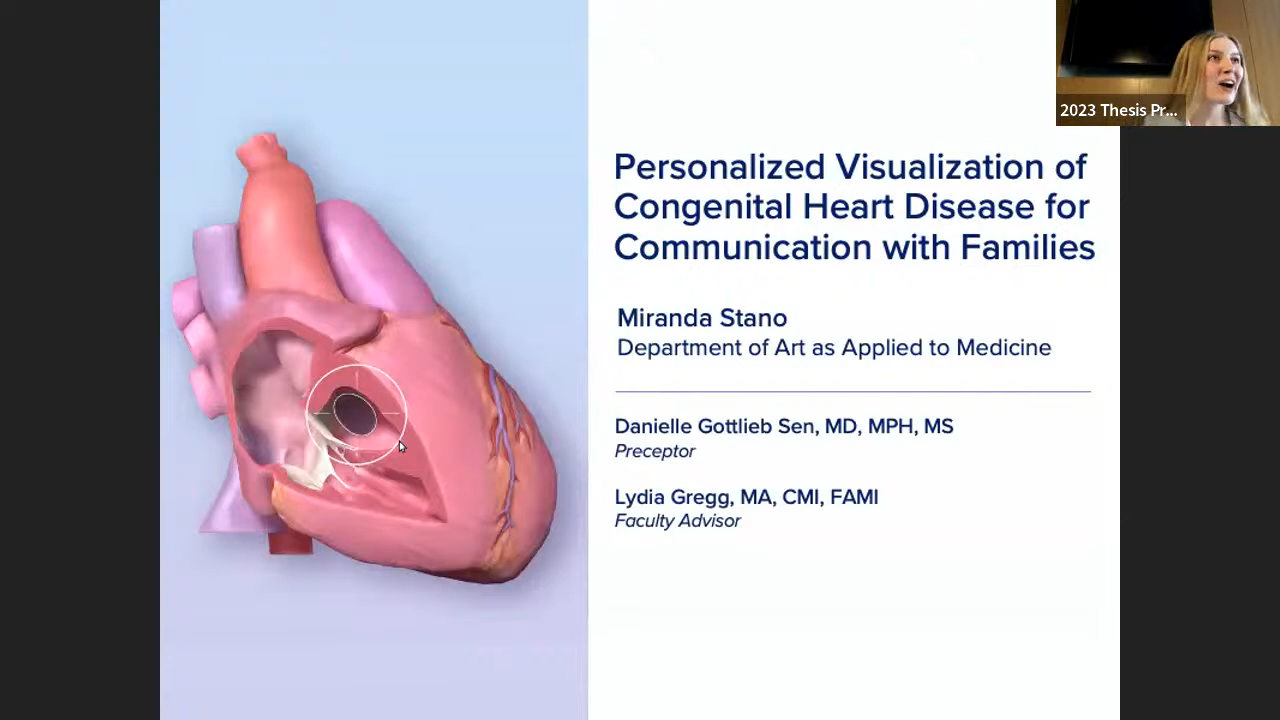 2023 Thesis Pr...
Personalized Visualization of
Congenital Heart Disease for
Communication with Families
Miranda Stano
Department of Art as Applied to Medicine
Danielle Gottlieb Sen, MD, MPH, MS
Preceptor
Lydia Gregg, MA, CMI, FAMI
Faculty Advisor